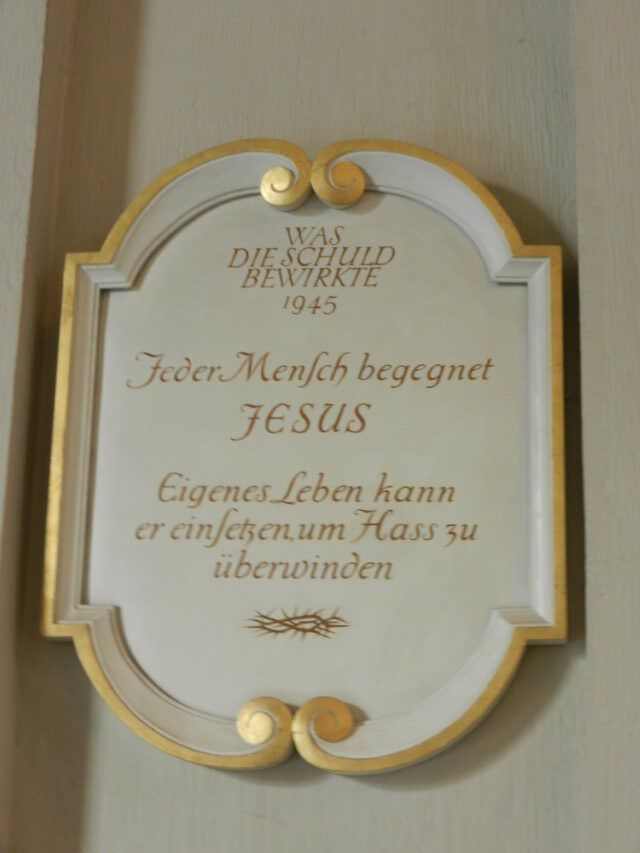 WAS
DIE SCHULD
BEWIRKTE
1945
Jeder Menſch begegnet
JESUS
Eigenes Leben kann
er einſetzen, um Hass zu
überwinden